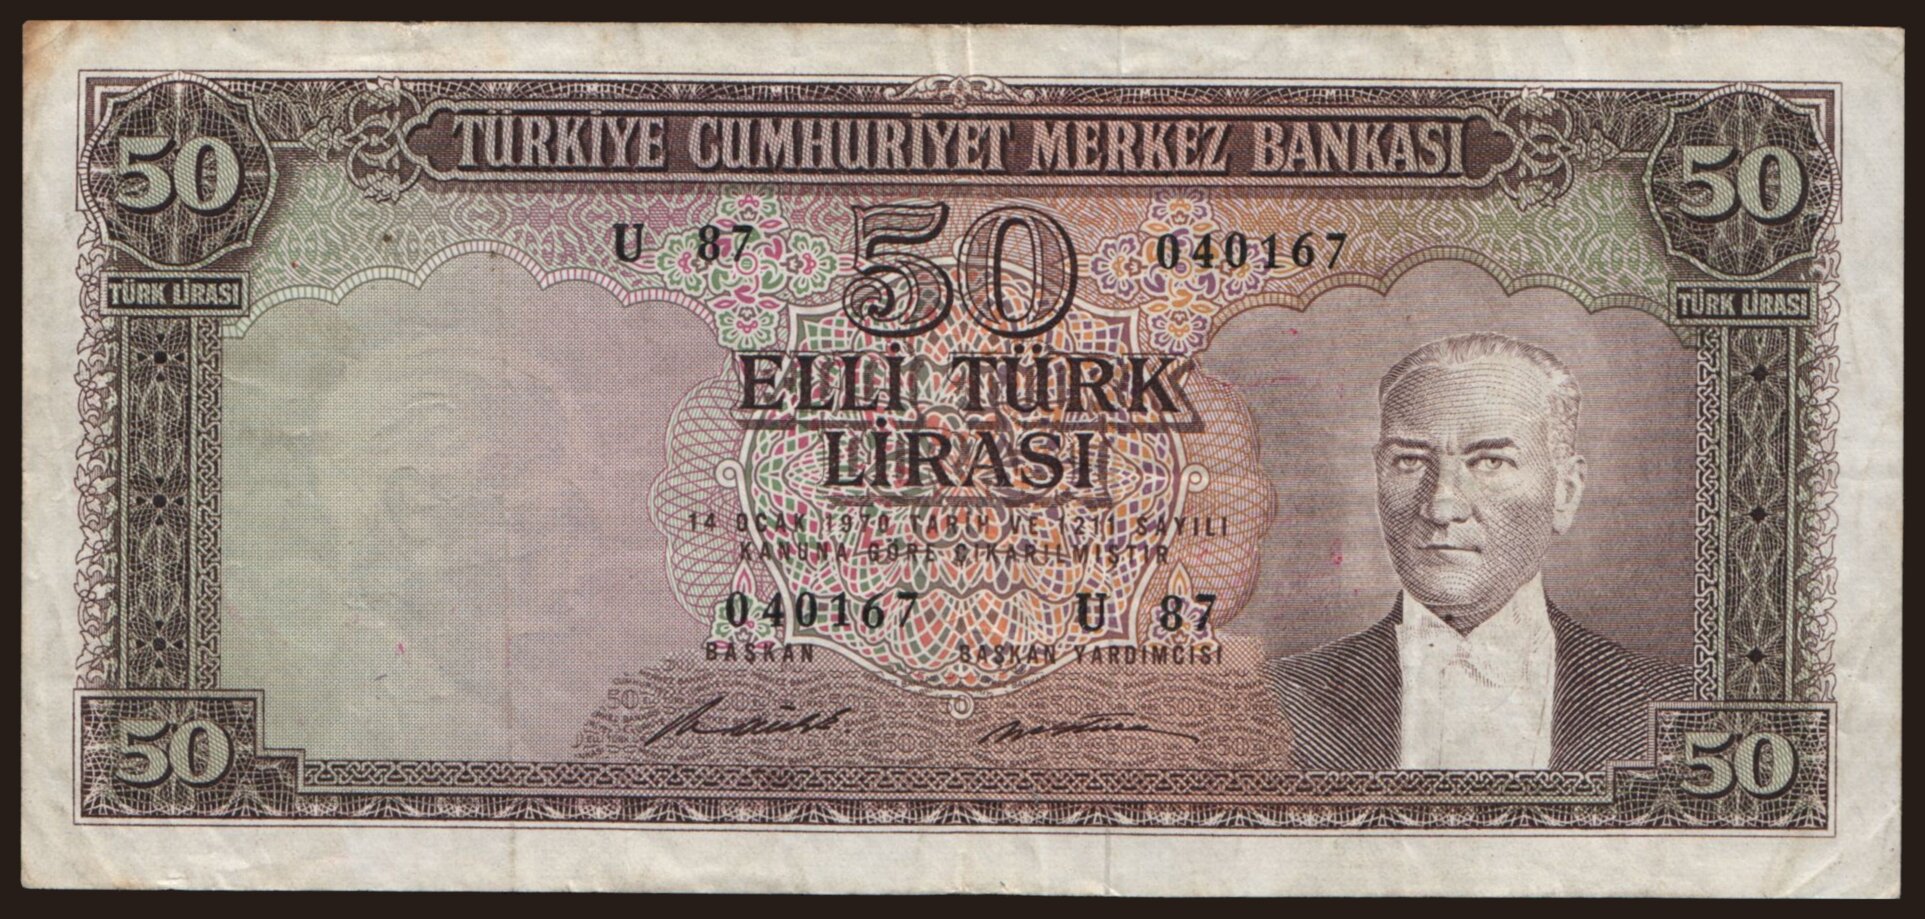 50 TÜRKİYE CUMHURİYET MERKEZ BANKASI 50
U 87 50 040167
TÜRK LİRASI TÜRK LİRASI
ELLİ TÜRK
LİRASI
14 OCAK 1970 TARİH VE 1211 SAYILI
KANUNA GÖRE ÇIKARILMIŞTIR
040167 U 87
BAŞKAN BAŞKAN YARDIMCISI
50 50